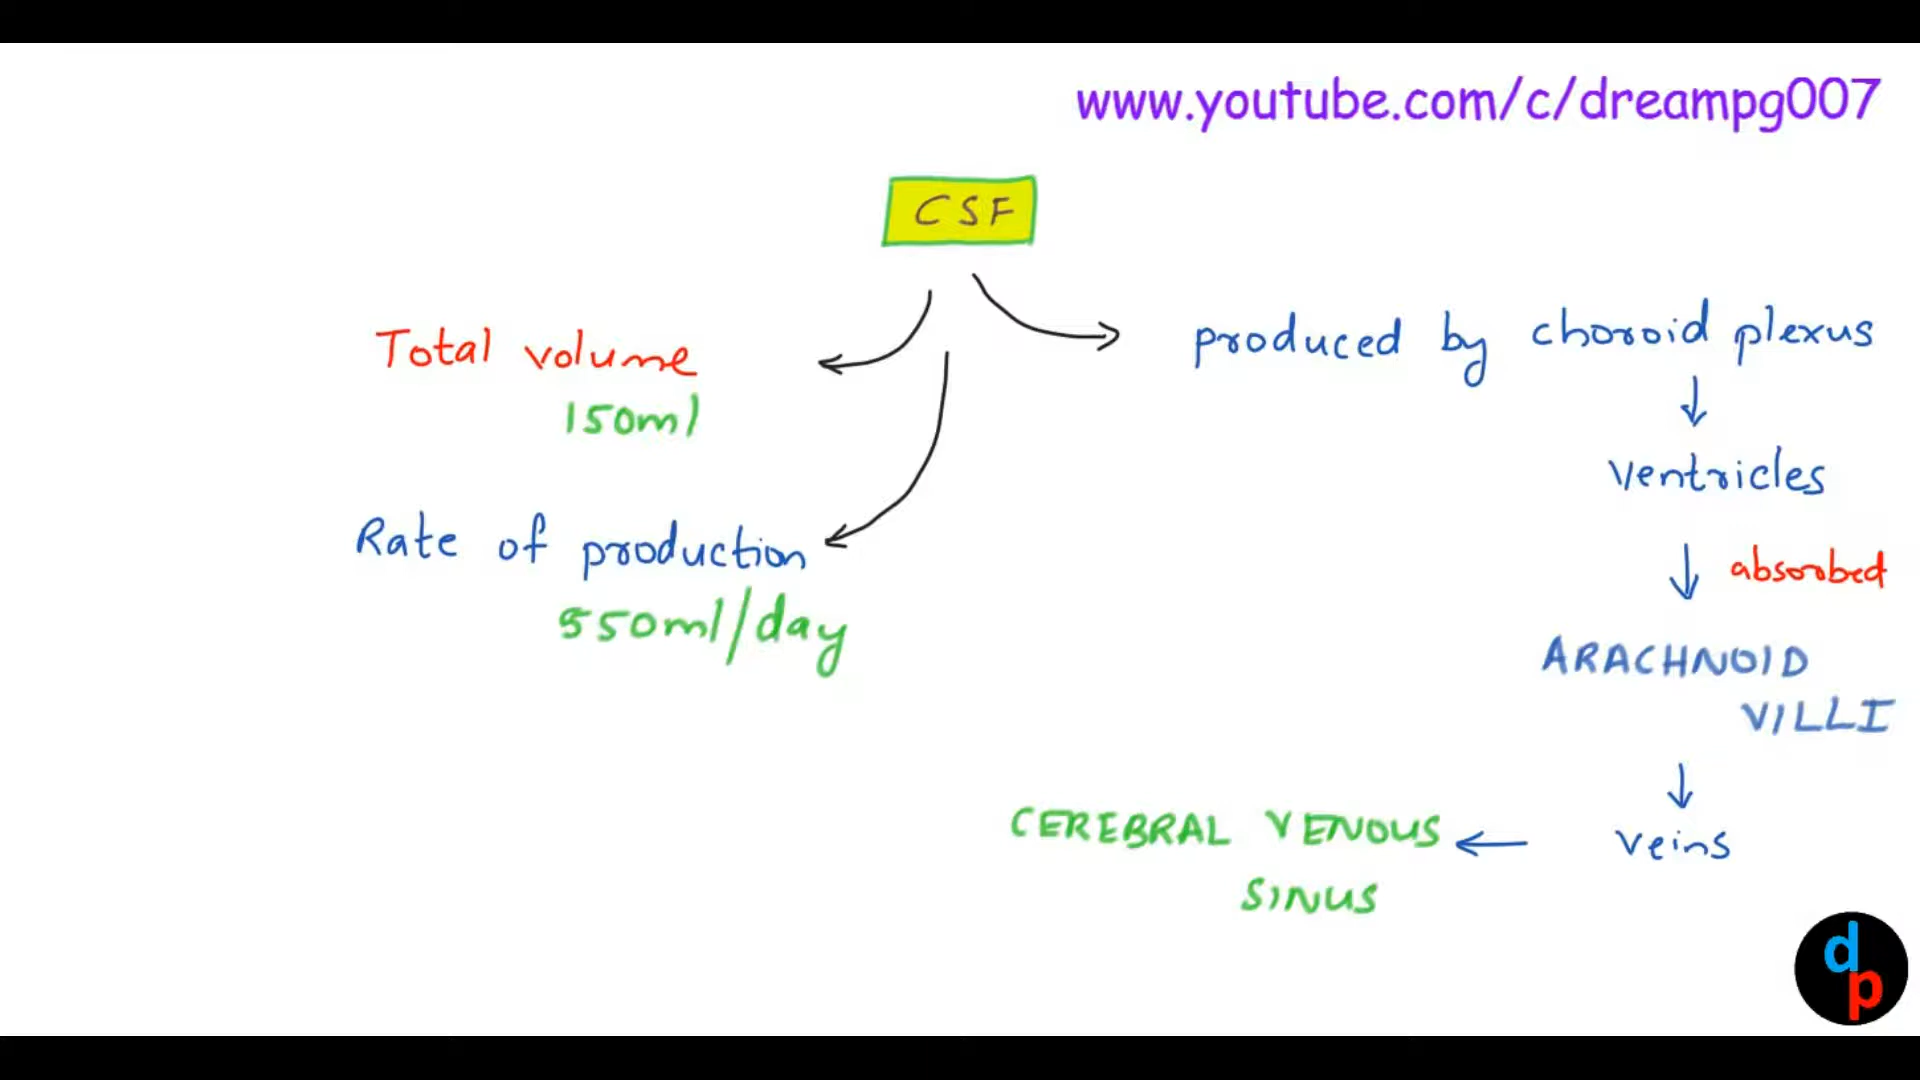 www.youtube.com/c/dreampg007
CSF
Total volume
150ml
Rate of production
550ml/day
produced by choroid plexus
ventricles
absorbed
ARACHNOID
VILLI
veins
CEREBRAL VENOUS
SINUS
dp